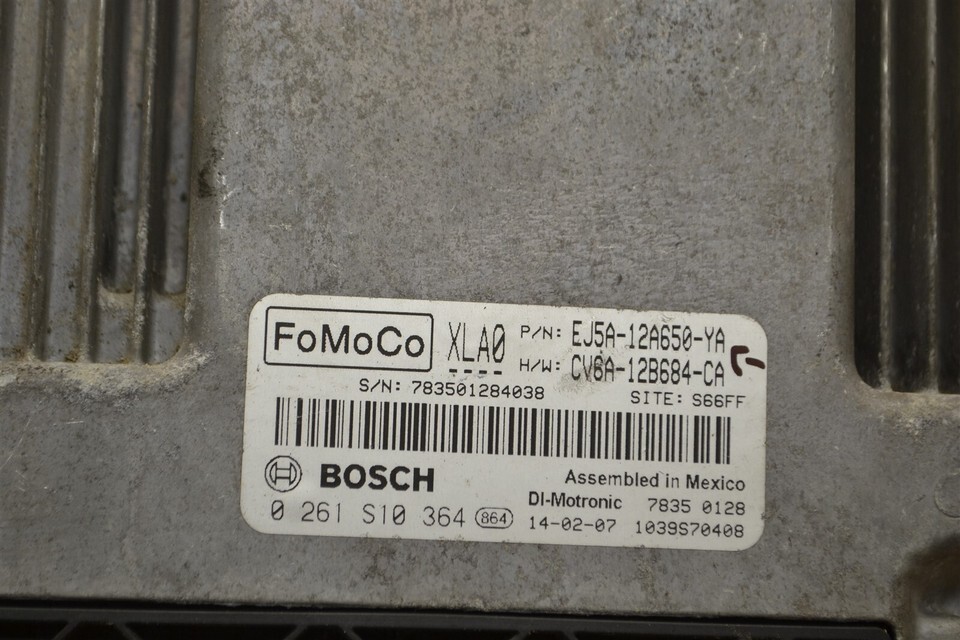 FoMoCo XLA0 P/N: EJ5A-12A650-YA
H/W: CV6A-12B684-CA
S/N: 783501284038 SITE: S66FF
BOSCH Assembled in Mexico
DI-Motronic 7835 0128
0 261 S10 364 864 14-02-07 1039S70408